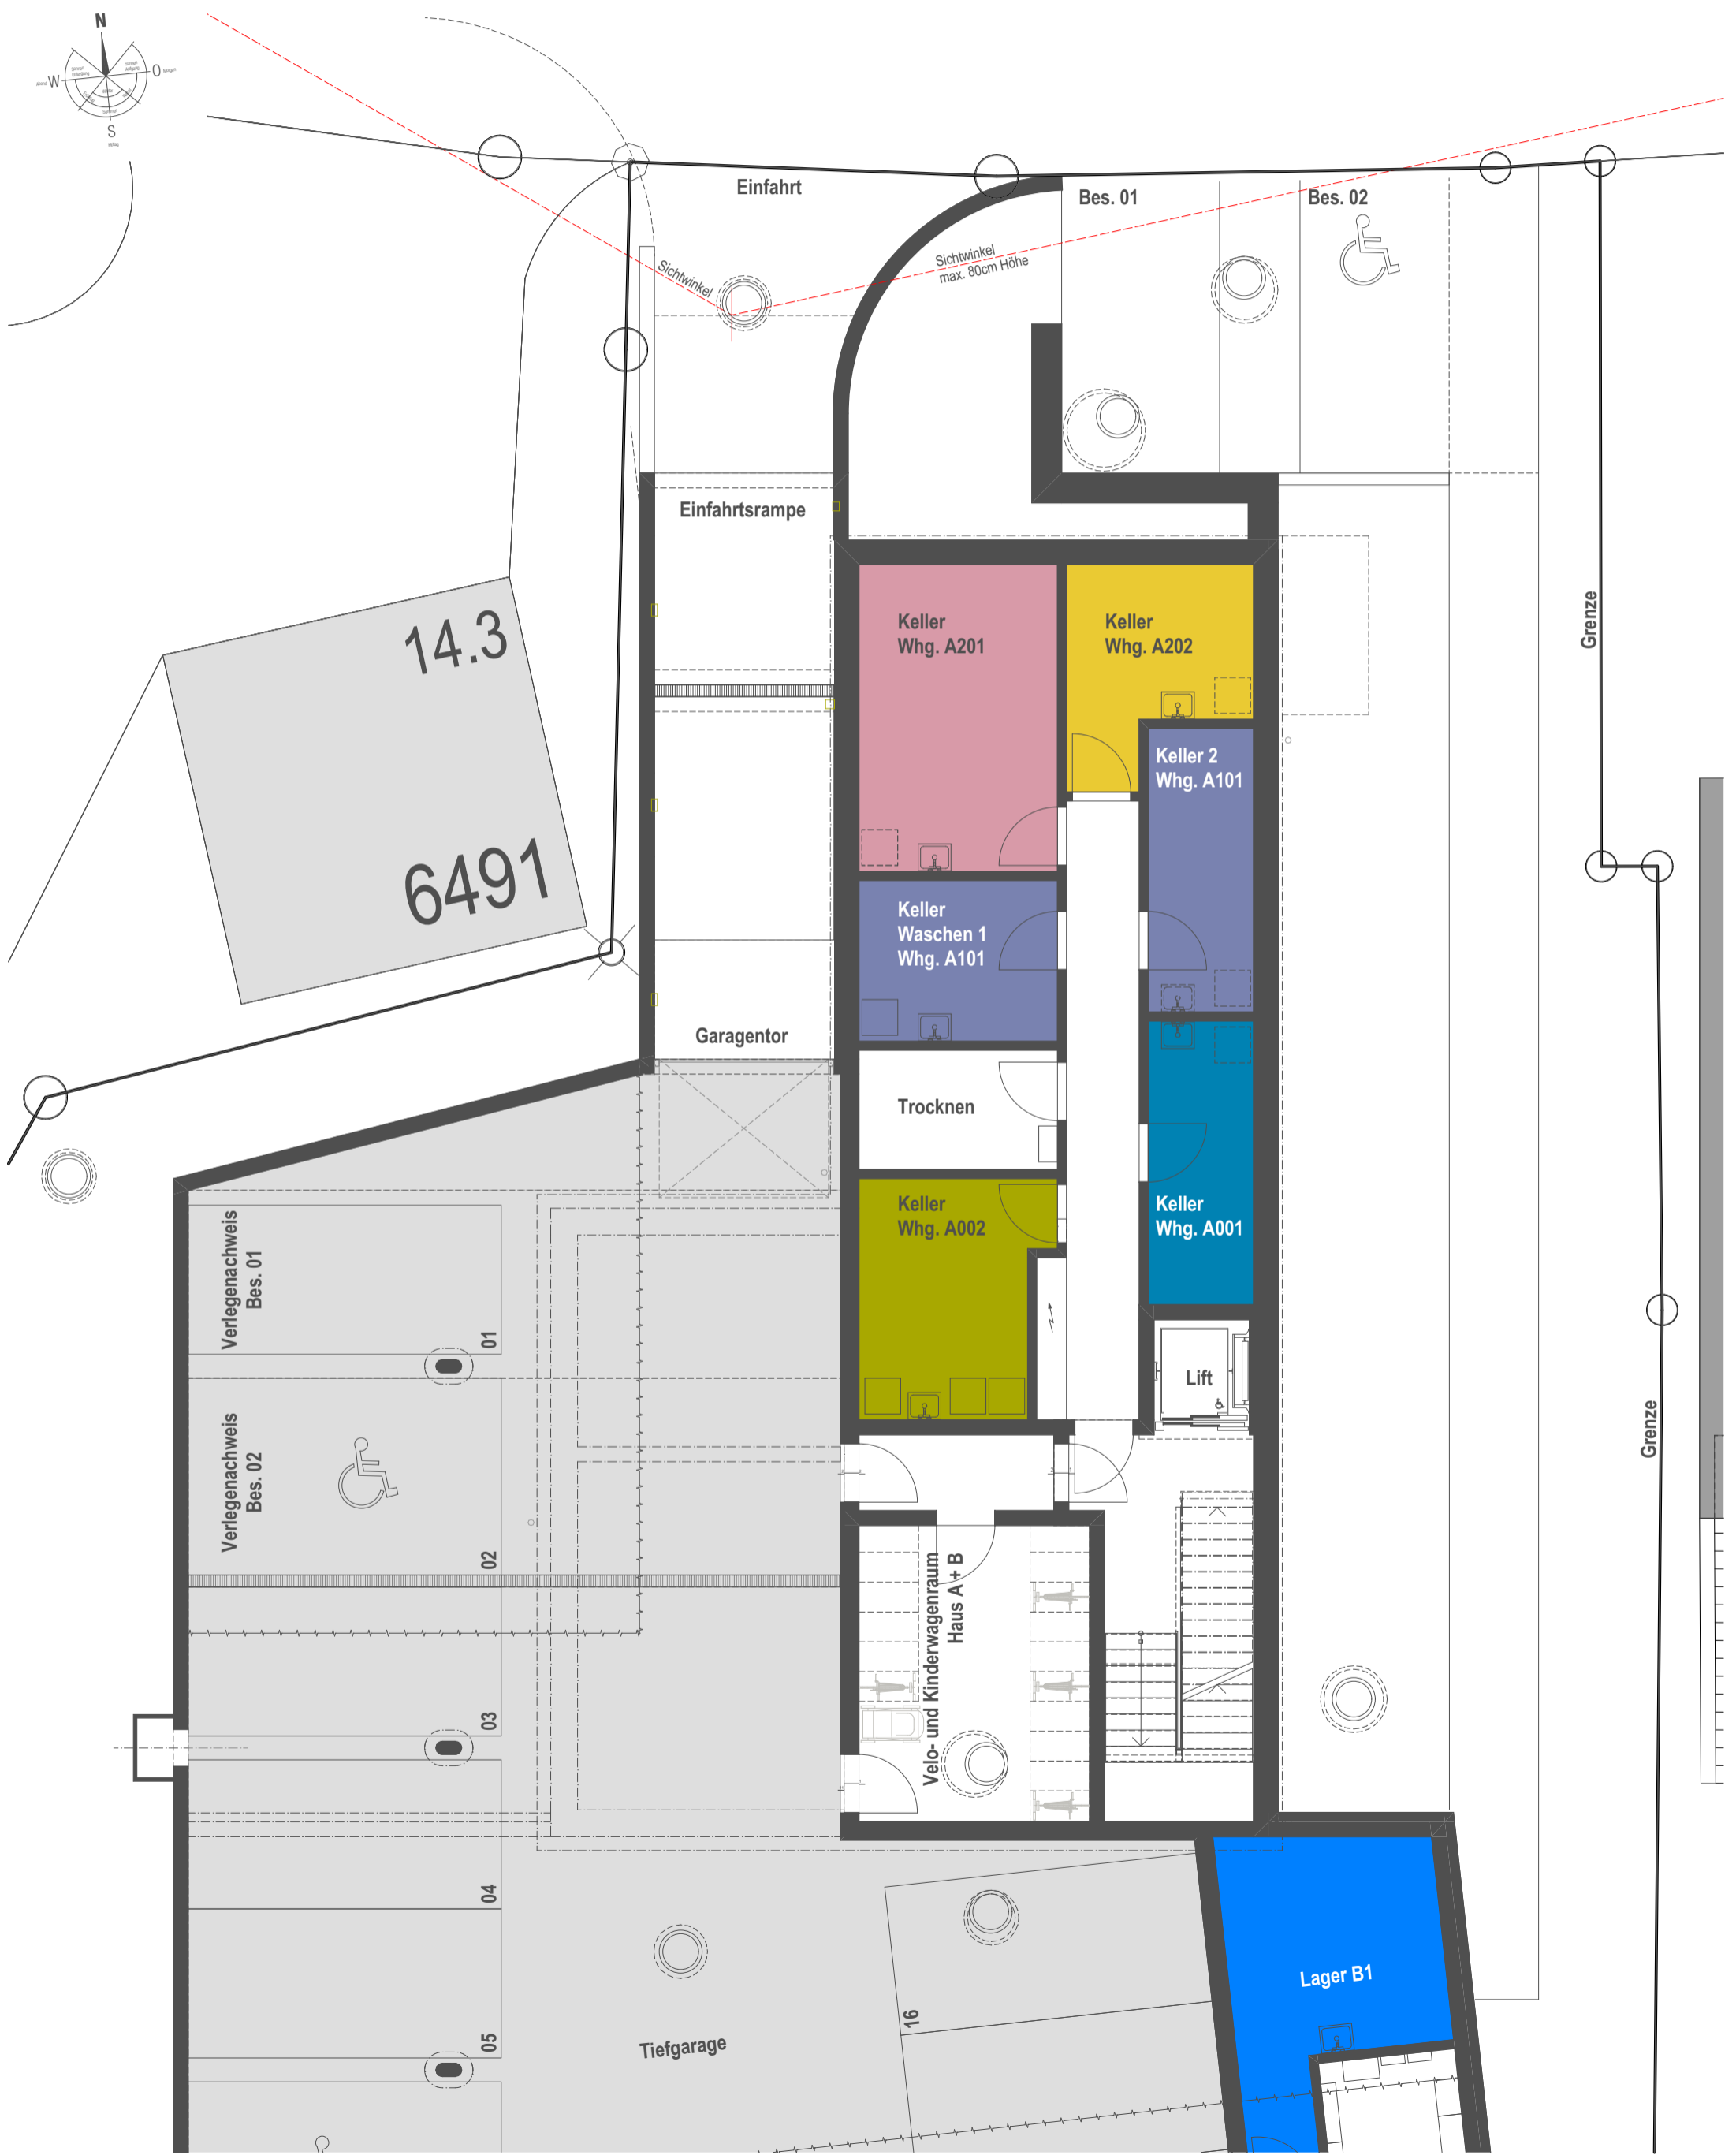 N
W
O
S
Einfahrt
Bes. 01
Bes. 02
Sichtwinkel
Sichtwinkel
max. 80cm Höhe
Einfahrtsrampe
14.3
6491
Keller
Whg. A201
Keller
Whg. A202
Grenze
Keller 2
Whg. A101
Keller
Waschen 1
Whg. A101
Garagentor
Trocknen
Keller
Whg. A002
Keller
Whg. A001
Verlegenachweis
Bes. 01
01
Lift
Grenze
Verlegenachweis
Bes. 02
02
Velo- und Kinderwagenraum
Haus A + B
03
04
05
16
Tiefgarage
Lager B1